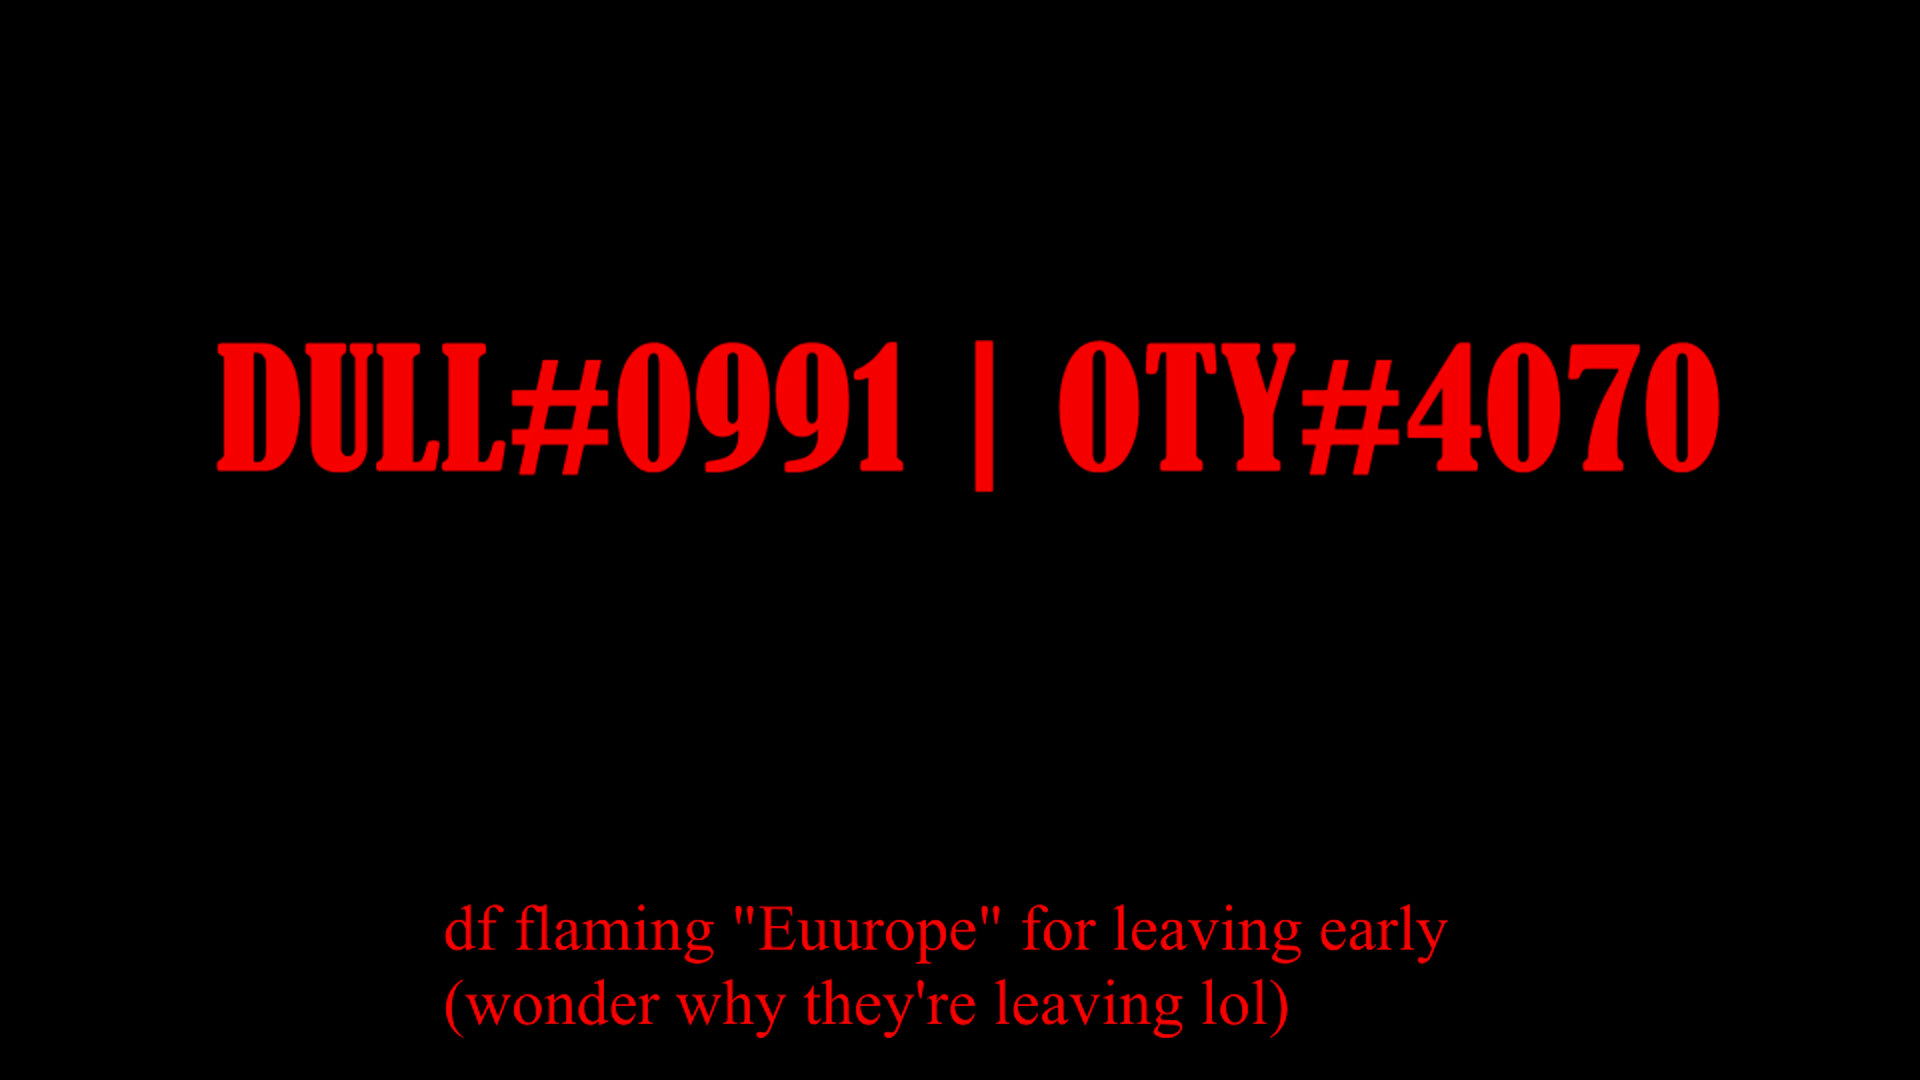 DULL#0991 | OTY#4070
df flaming "Euurope" for leaving early
(wonder why they're leaving lol)